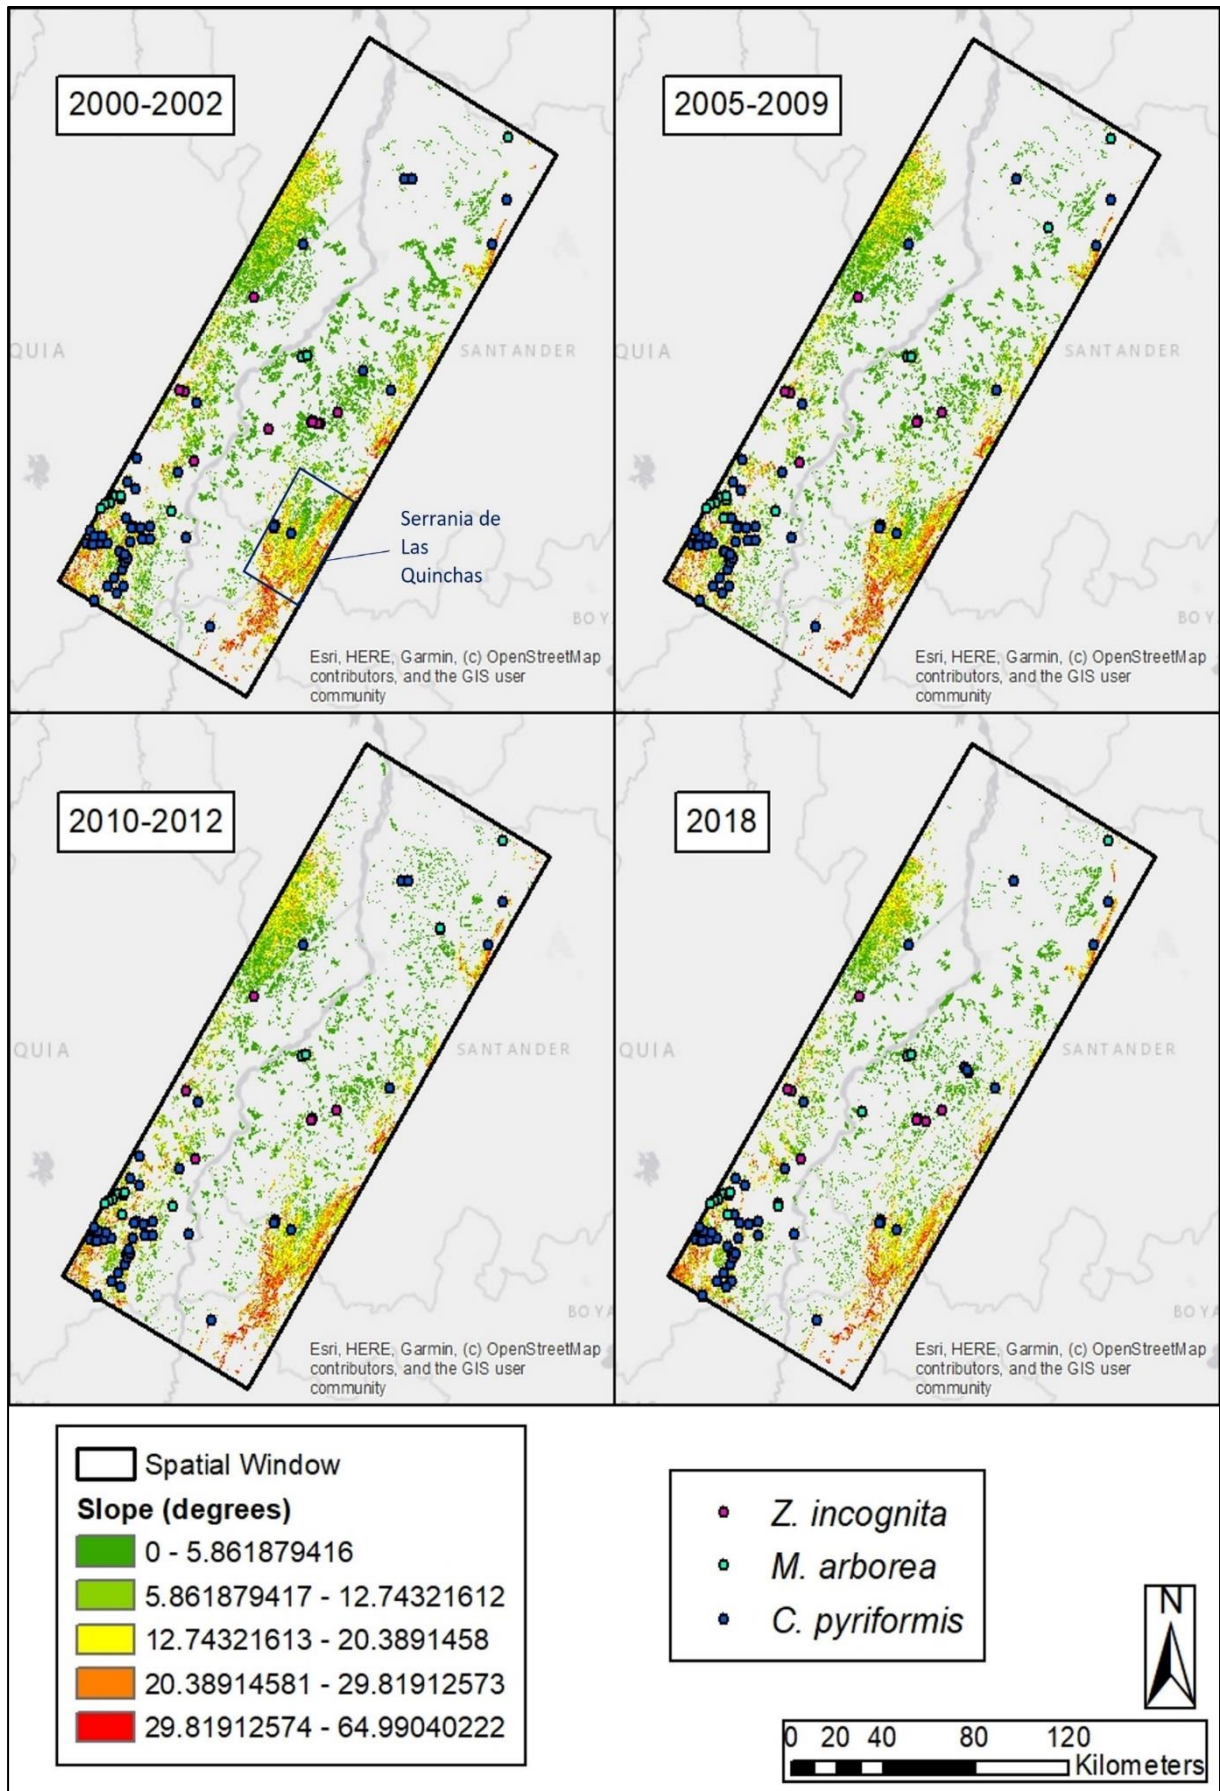 2000-2002
QUIA
SANTANDER
Serrania de
Las
Quinchas
BOYA
Esri, HERE, Garmin, (c) OpenStreetMap
contributors, and the GIS user
community
2005-2009
QUIA
SANTANDER
BOYA
Esri, HERE, Garmin, (c) OpenStreetMap
contributors, and the GIS user
community
2010-2012
QUIA
SANTANDER
BOYA
Esri, HERE, Garmin, (c) OpenStreetMap
contributors, and the GIS user
community
2018
QUIA
SANTANDER
BOYA
Esri, HERE, Garmin, (c) OpenStreetMap
contributors, and the GIS user
community
Spatial Window
Slope (degrees)
0 - 5.861879416
5.861879417 - 12.74321612
12.74321613 - 20.3891458
20.38914581 - 29.81912573
29.81912574 - 64.99040222
Z. incognita
M. arborea
C. pyriformis
N
0 20 40 80 120
Kilometers